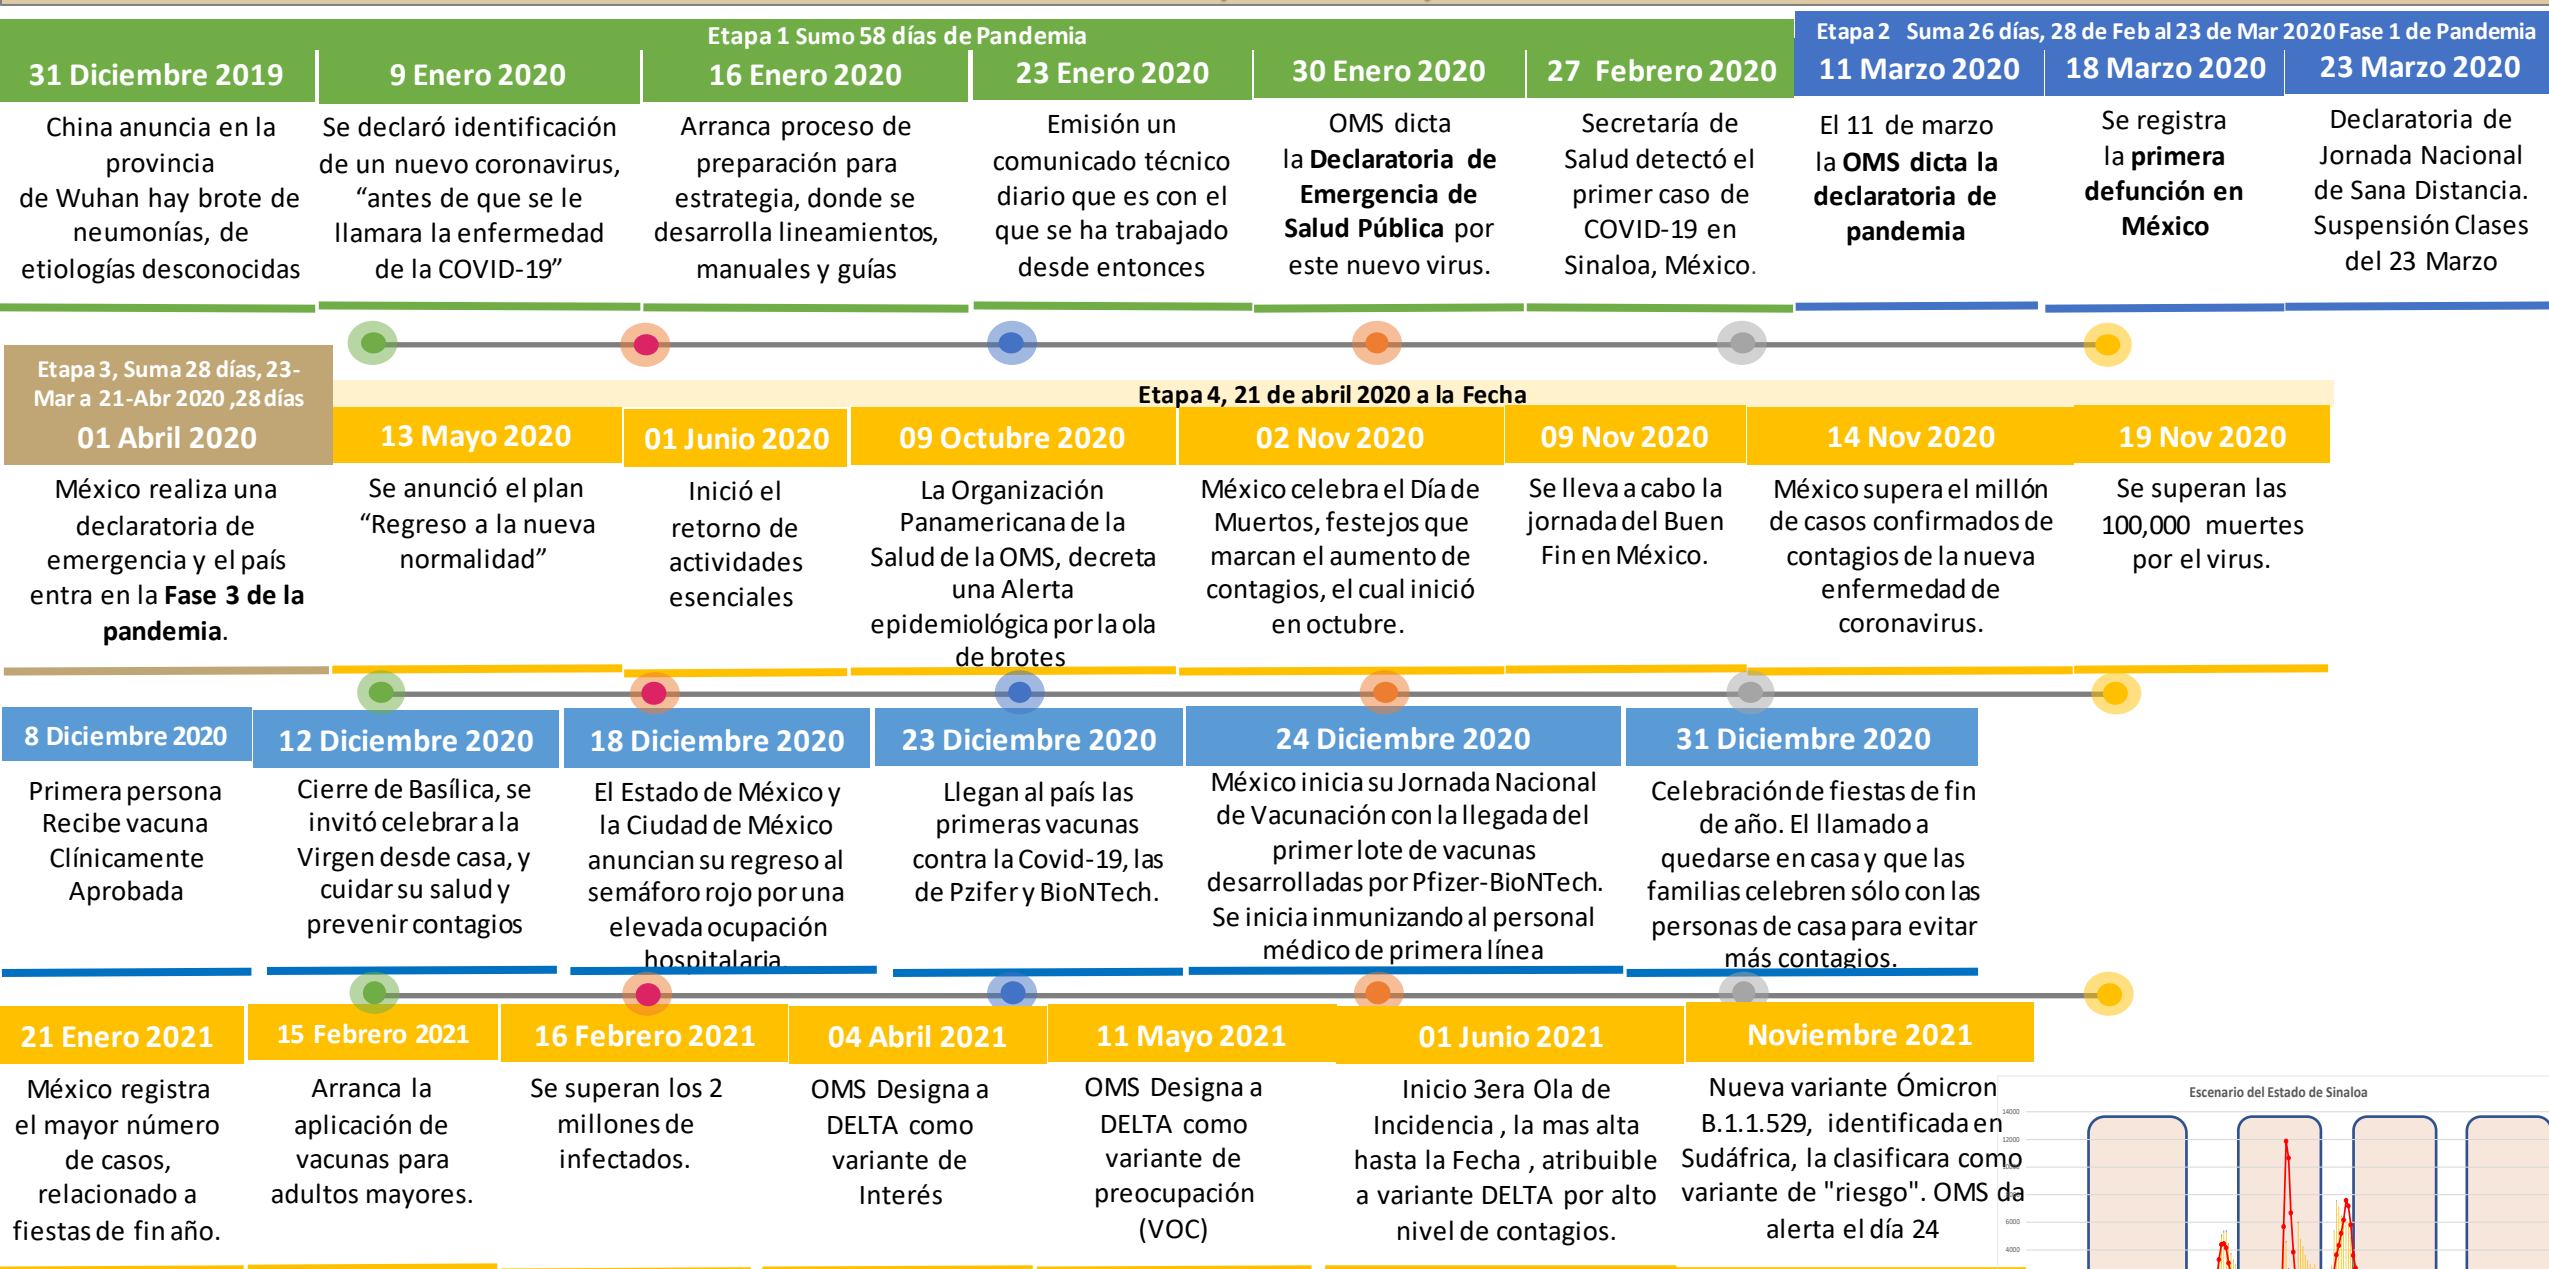 Etapa 1 Sumo 58 días de Pandemia
Etapa 2 Suma 26 días, 28 de Feb al 23 de Mar 2020 Fase 1 de Pandemia
31 Diciembre 2019
China anuncia en la
provincia
de Wuhan hay brote de
neumonías, de
etiologías desconocidas
9 Enero 2020
Se declaró identificación
de un nuevo coronavirus,
“antes de que se le
llamara la enfermedad
de la COVID-19”
16 Enero 2020
Arranca proceso de
preparación para
estrategia, donde se
desarrolla lineamientos,
manuales y guías
23 Enero 2020
Emisión un
comunicado técnico
diario que es con el
que se ha trabajado
desde entonces
30 Enero 2020
OMS dicta
la Declaratoria de
Emergencia de
Salud Pública por
este nuevo virus.
27 Febrero 2020
Secretaría de
Salud detectó el
primer caso de
COVID-19 en
Sinaloa, México.
11 Marzo 2020
El 11 de marzo
la OMS dicta la
declaratoria de
pandemia
18 Marzo 2020
Se registra
la primera
defunción en
México
23 Marzo 2020
Declaratoria de
Jornada Nacional
de Sana Distancia.
Suspensión Clases
del 23 Marzo
Etapa 3, Suma 28 días, 23-
Mar a 21-Abr 2020 ,28 días
01 Abril 2020
México realiza una
declaratoria de
emergencia y el país
entra en la Fase 3 de la
pandemia.
Etapa 4, 21 de abril 2020 a la Fecha
13 Mayo 2020
Se anunció el plan
“Regreso a la nueva
normalidad”
01 Junio 2020
Inició el
retorno de
actividades
esenciales
09 Octubre 2020
La Organización
Panamericana de la
Salud de la OMS, decreta
una Alerta
epidemiológica por la ola
de brotes
02 Nov 2020
México celebra el Día de
Muertos, festejos que
marcan el aumento de
contagios, el cual inició
en octubre.
09 Nov 2020
Se lleva a cabo la
jornada del Buen
Fin en México.
14 Nov 2020
México supera el millón
de casos confirmados de
contagios de la nueva
enfermedad de
coronavirus.
19 Nov 2020
Se superan las
100,000 muertes
por el virus.
8 Diciembre 2020
Primera persona
Recibe vacuna
Clínicamente
Aprobada
12 Diciembre 2020
Cierre de Basílica, se
invitó celebrar a la
Virgen desde casa, y
cuidar su salud y
prevenir contagios
18 Diciembre 2020
El Estado de México y
la Ciudad de México
anuncian su regreso al
semáforo rojo por una
elevada ocupación
hospitalaria.
23 Diciembre 2020
Llegan al país las
primeras vacunas
contra la Covid-19, las
de Pzifer y BioNTech.
24 Diciembre 2020
México inicia su Jornada Nacional
de Vacunación con la llegada del
primer lote de vacunas
desarrolladas por Pfizer-BioNTech.
Se inicia inmunizando al personal
médico de primera línea
31 Diciembre 2020
Celebración de fiestas de fin
de año. El llamado a
quedarse en casa y que las
familias celebren sólo con las
personas de casa para evitar
más contagios.
21 Enero 2021
México registra
el mayor número
de casos,
relacionado a
fiestas de fin año.
15 Febrero 2021
Arranca la
aplicación de
vacunas para
adultos mayores.
16 Febrero 2021
Se superan los 2
millones de
infectados.
04 Abril 2021
OMS Designa a
DELTA como
variante de
Interés
11 Mayo 2021
OMS Designa a
DELTA como
variante de
preocupación
(VOC)
01 Junio 2021
Inicio 3era Ola de
Incidencia , la mas alta
hasta la Fecha , atribuible
a variante DELTA por alto
nivel de contagios.
Noviembre 2021
Nueva variante Ómicron
B.1.1.529, identificada en
Sudáfrica, la clasificara como
variante de "riesgo". OMS da
alerta el día 24
Escenario del Estado de Sinaloa
14000
12000
6000
4000